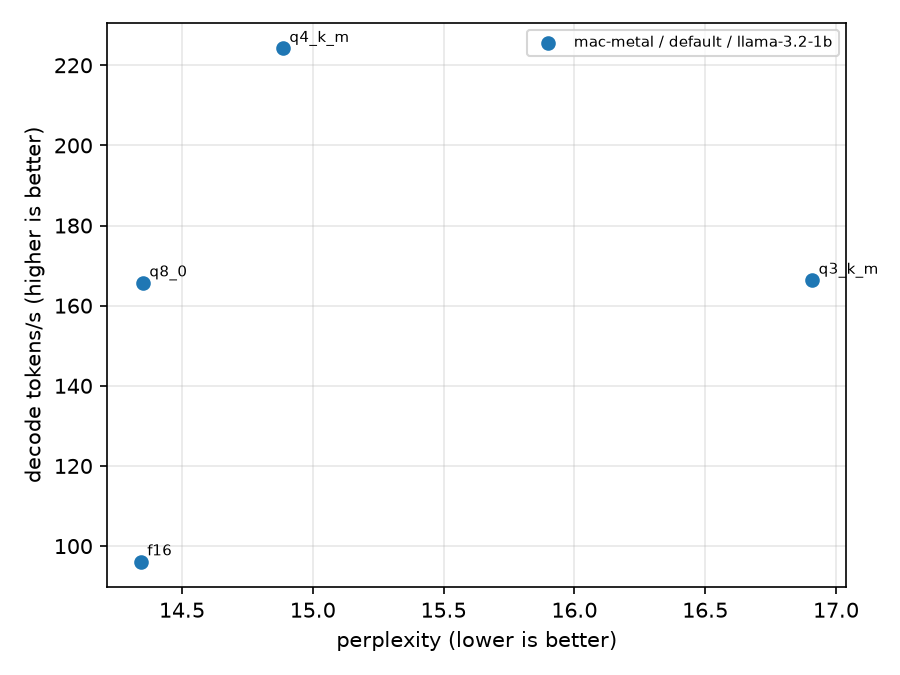 q4_k_m
mac-metal / default / llama-3.2-1b
q8_0
q3_k_m
f16
220
200
180
160
140
120
100
14.5 15.0 15.5 16.0 16.5 17.0
perplexity (lower is better)
decode tokens/s (higher is better)